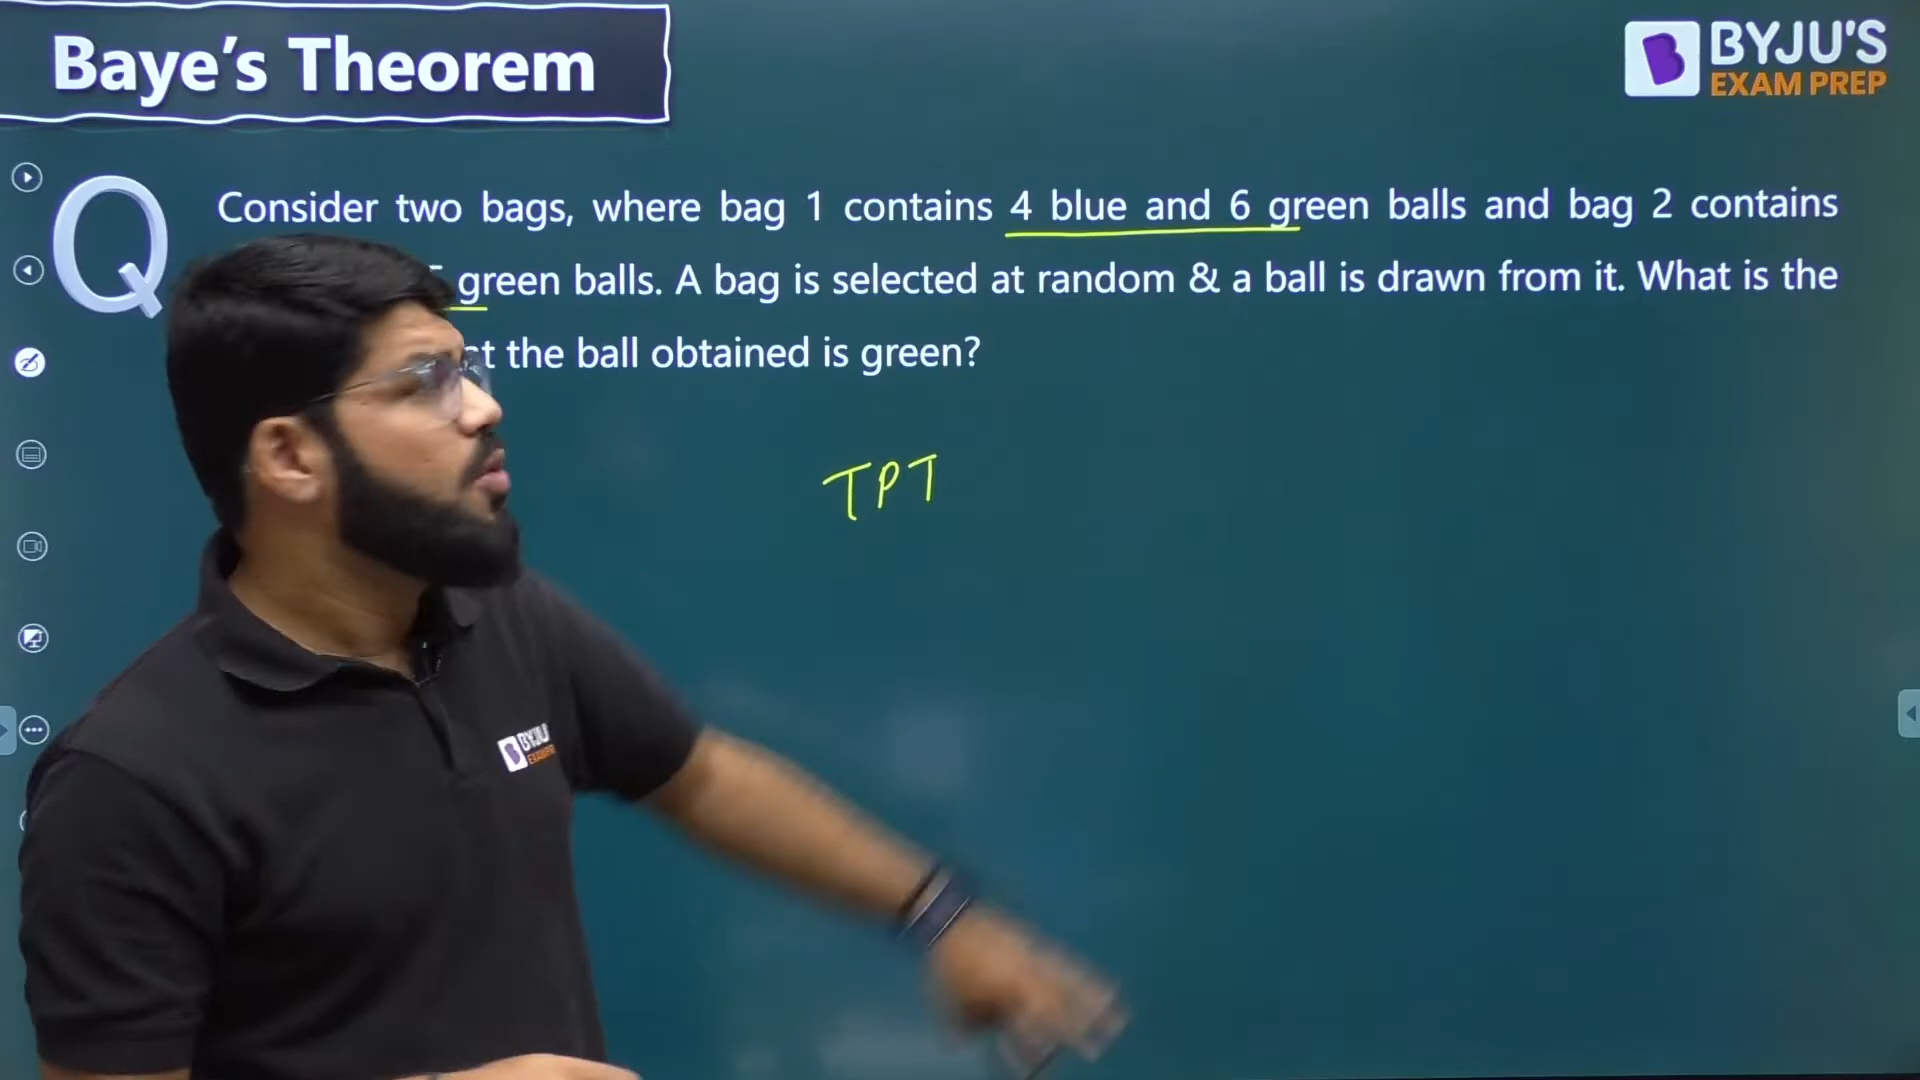 Baye's Theorem
BYJU'S
EXAM PREP
Q
Consider two bags, where bag 1 contains 4 blue and 6 green balls and bag 2 contains
green balls. A bag is selected at random & a ball is drawn from it. What is the
the ball obtained is green?
TPT
BYJU